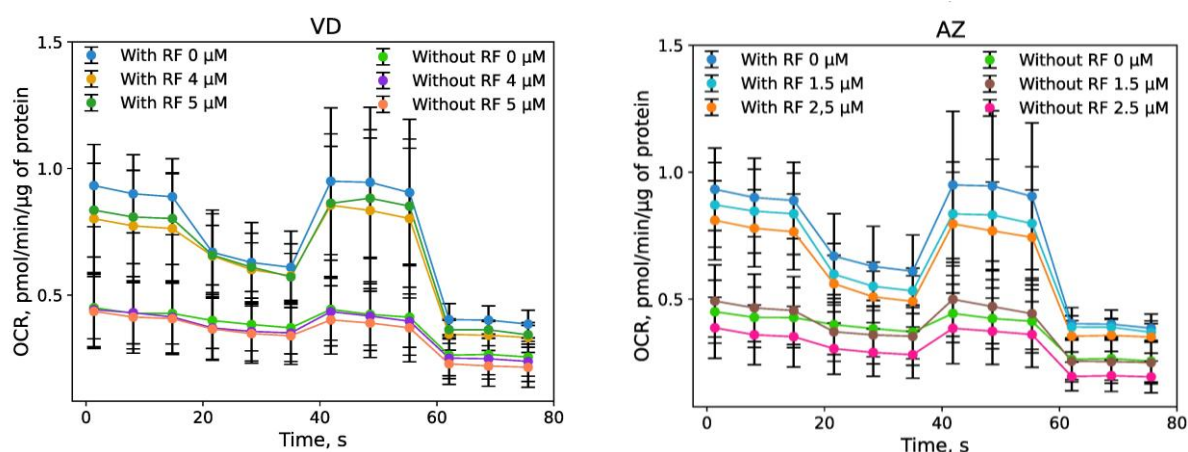 VD
1.5
1.0
0.5
OCR, pmol/min/µg of protein
With RF 0 µM
With RF 4 µM
With RF 5 µM
Without RF 0 µM
Without RF 4 µM
Without RF 5 µM
0 20 40 60 80
Time, s
AZ
1.5
1.0
0.5
OCR, pmol/min/µg of protein
With RF 0 µM
With RF 1.5 µM
With RF 2,5 µM
Without RF 0 µM
Without RF 1.5 µM
Without RF 2.5 µM
0 20 40 60 80
Time, s